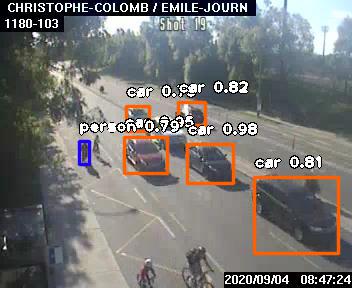 CHRISTOPHE-COLOMB / EMILE-JOURN
1180-103
Shot 19
car 0.82
person 0.79
car 0.98
car 0.81
2020/09/04 08:47:24